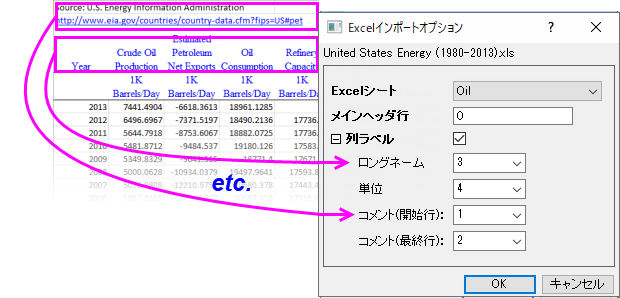 Source: U.S. Energy Information Administration
http://www.eia.gov/countries/country-data.cfm?fips=US#pet
Estimated
Crude Oil Petroleum Oil Refinery
Year Production Net Exports Consumption Capacit
1K 1K 1K 1K
Barrels/Day Barrels/Day Barrels/Day Barrels/D
2013 7441.4904 -6618.3613 18961.1285
2012 6496.6967 -7371.5197 18490.2136 17736.
2011 5644.7918 -8753.6067 18882.0725 17736.
2010 5481.8712 -9484.537 19180.126 17583.
2009 5349.8329 18771.4 17671
2008 5000.0628 -10934.0379 19497.9641 17593.8
etc.
Excelインポートオプション ? ×
United States Energy (1980-2013).xls
Excelシート Oil
メインヘッダ行 0
列ラベル
ロングネーム 3
単位 4
コメント(開始行): 1
コメント(最終行): 2
OK キャンセル